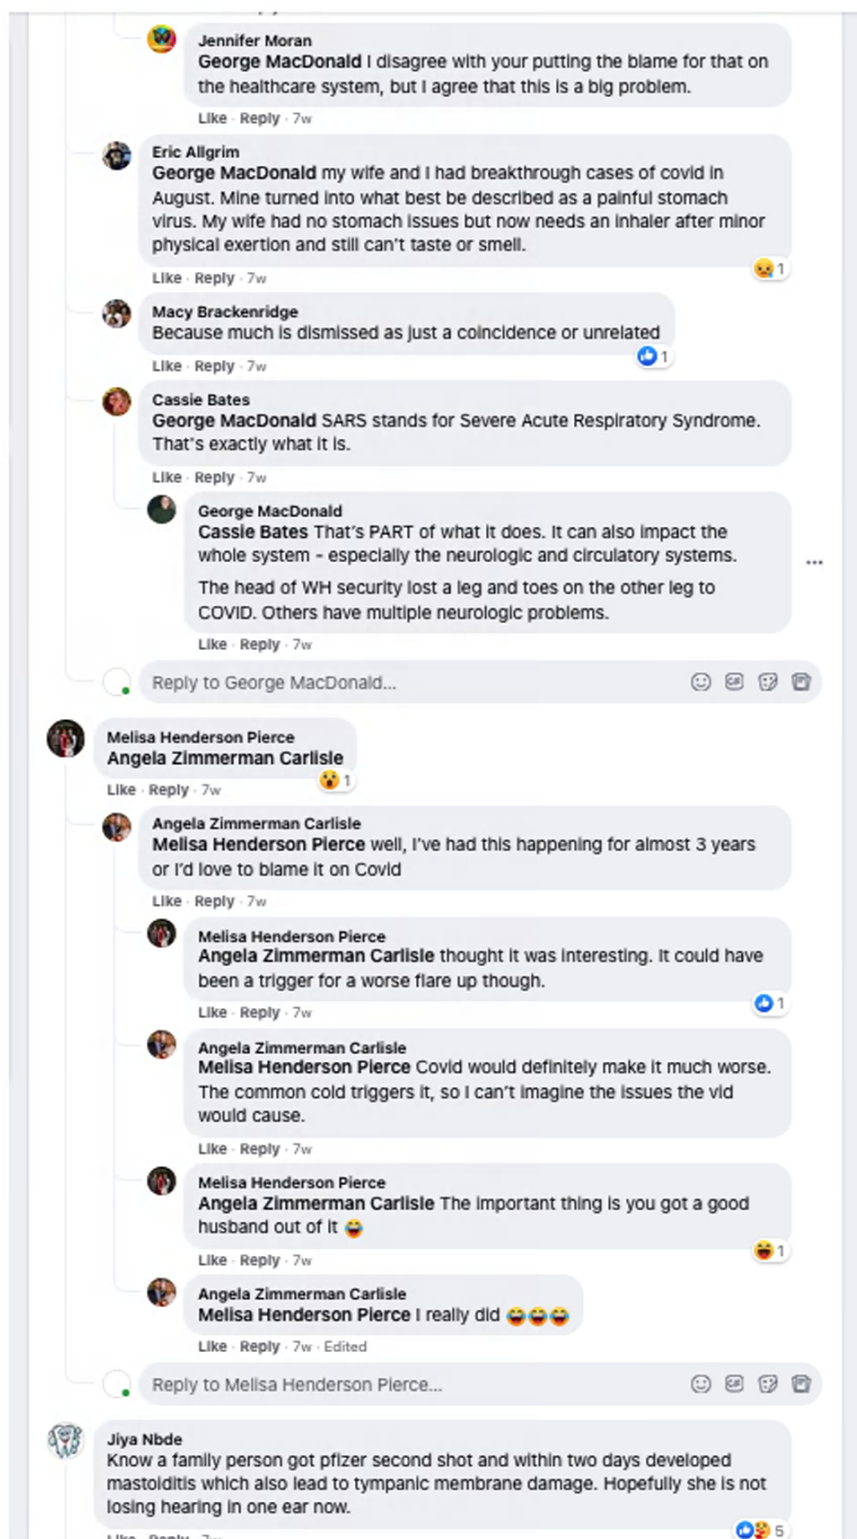 Jennifer Moran
George MacDonald I disagree with your putting the blame for that on
the healthcare system, but I agree that this is a big problem.
Like · Reply · 7w
Eric Allgrim
George MacDonald my wife and I had breakthrough cases of covid in
August. Mine turned into what best be described as a painful stomach
virus. My wife had no stomach issues but now needs an inhaler after minor
physical exertion and still can't taste or smell.
1
Like · Reply · 7w
Macy Brackenridge
Because much is dismissed as just a coincidence or unrelated
1
Like · Reply · 7w
Cassie Bates
George MacDonald SARS stands for Severe Acute Respiratory Syndrome.
That's exactly what it is.
Like · Reply · 7w
George MacDonald
Cassie Bates That's PART of what it does. It can also impact the
whole system - especially the neurologic and circulatory systems.
The head of WH security lost a leg and toes on the other leg to
COVID. Others have multiple neurologic problems.
Like · Reply · 7w
Reply to George MacDonald...
Melisa Henderson Pierce
Angela Zimmerman Carlisle
😮 1
Like · Reply · 7w
Angela Zimmerman Carlisle
Melisa Henderson Pierce well, I've had this happening for almost 3 years
or I'd love to blame it on Covid
Like · Reply · 7w
Melisa Henderson Pierce
Angela Zimmerman Carlisle thought it was interesting. It could have
been a trigger for a worse flare up though.
1
Like · Reply · 7w
Angela Zimmerman Carlisle
Melisa Henderson Pierce Covid would definitely make it much worse.
The common cold triggers it, so I can't imagine the issues the vid
would cause.
Like · Reply · 7w
Melisa Henderson Pierce
Angela Zimmerman Carlisle The important thing is you got a good
husband out of it 😂
1
Like · Reply · 7w
Angela Zimmerman Carlisle
Melisa Henderson Pierce I really did 😂😂😂
Like · Reply · 7w · Edited
Reply to Melisa Henderson Pierce...
Jiya Nbde
Know a family person got pfizer second shot and within two days developed
mastoiditis which also lead to tympanic membrane damage. Hopefully she is not
losing hearing in one ear now.
5